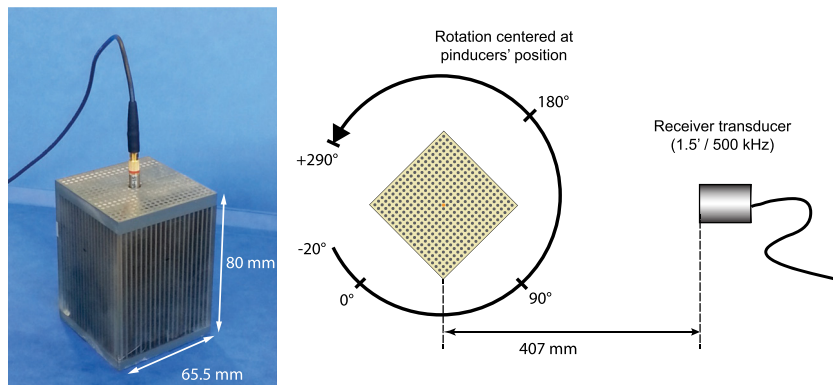 80 mm
65.5 mm
Rotation centered at
pinducers' position
180°
+290°
-20°
0°
90°
407 mm
Receiver transducer
(1.5' / 500 kHz)